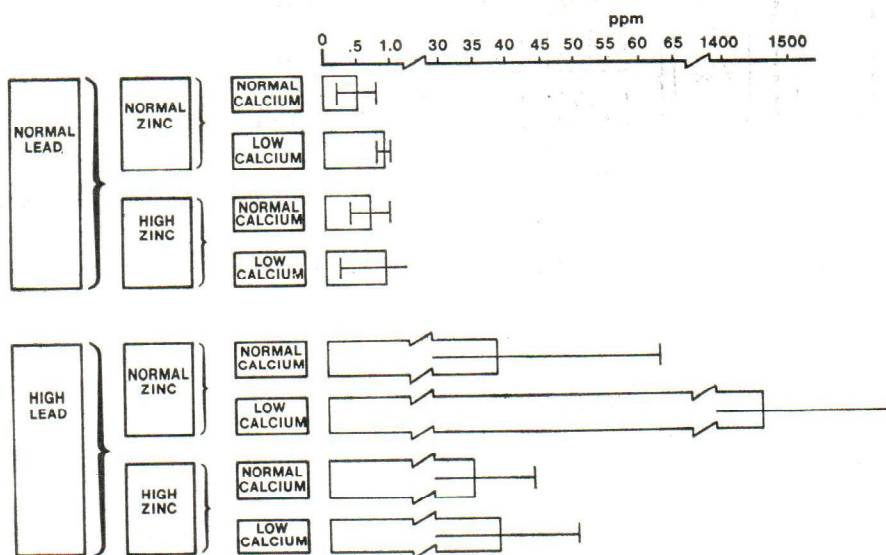 ppm
0 .5 1.0 30 35 40 45 50 55 60 65 1400 1500
NORMAL
LEAD
NORMAL
ZINC
NORMAL
CALCIUM
LOW
CALCIUM
HIGH
ZINC
NORMAL
CALCIUM
LOW
CALCIUM
HIGH
LEAD
NORMAL
ZINC
NORMAL
CALCIUM
LOW
CALCIUM
HIGH
ZINC
NORMAL
CALCIUM
LOW
CALCIUM